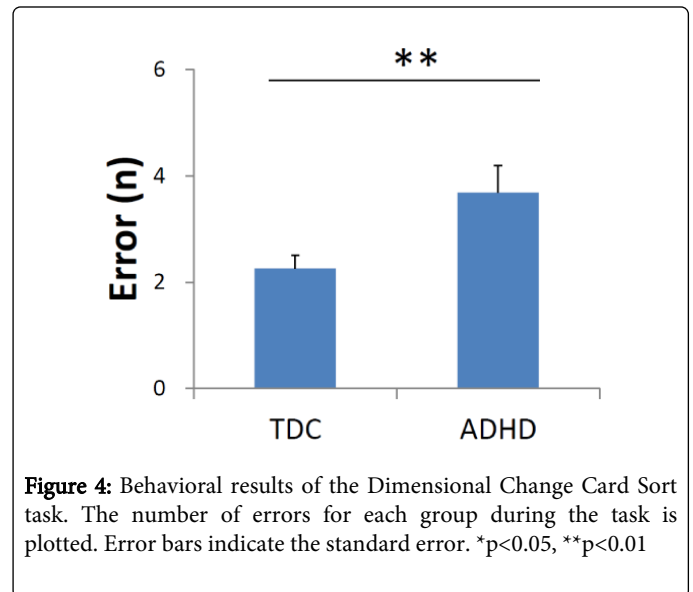 **
6
4
2
0
Error (n)
TDC ADHD
Figure 4: Behavioral results of the Dimensional Change Card Sort
task. The number of errors for each group during the task is
plotted. Error bars indicate the standard error. *p<0.05, **p<0.01